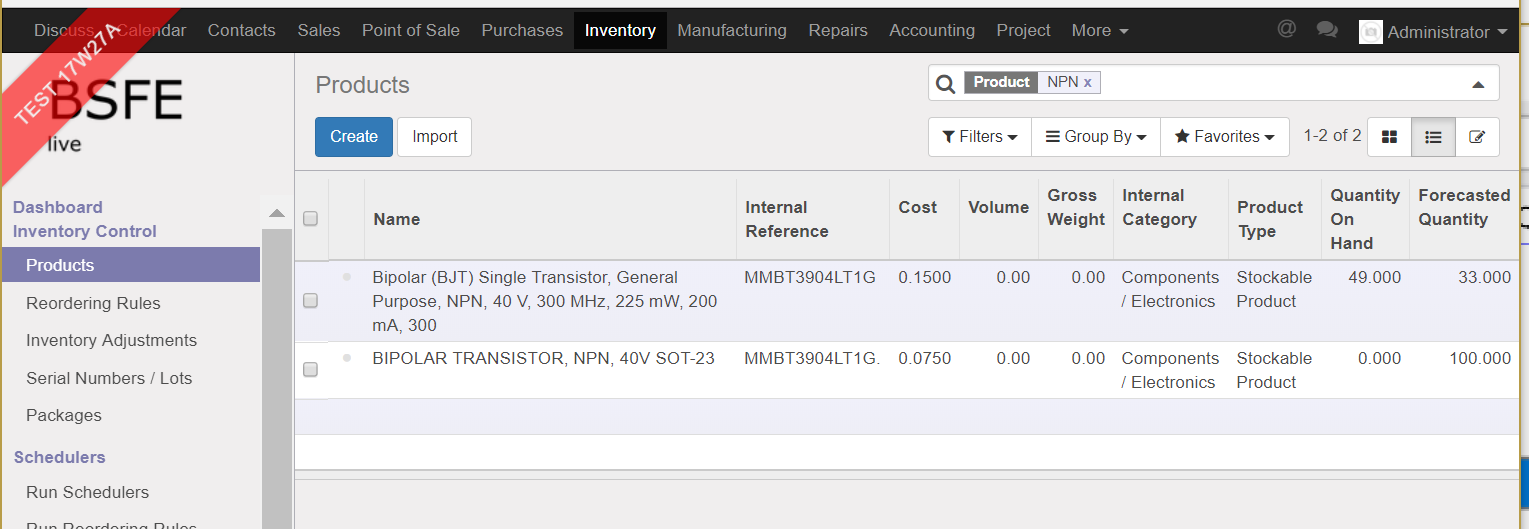 Discuss Calendar Contacts Sales Point of Sale Purchases Inventory Manufacturing Repairs Accounting Project More @ Administrator
TEST 17W27A
BSFE
live
Products
Product NPN x
Create Import
Filters Group By Favorites 1-2 of 2
Dashboard
Inventory Control
Products
Reordering Rules
Inventory Adjustments
Serial Numbers / Lots
Packages
Schedulers
Run Schedulers
Run Reordering Rules
Name Internal Reference Cost Volume Gross Weight Internal Category Product Type Quantity On Hand Forecasted Quantity
Bipolar (BJT) Single Transistor, General MMBT3904LT1G 0.1500 0.00 0.00 Components Stockable 49.000 33.000
Purpose, NPN, 40 V, 300 MHz, 225 mW, 200 / Electronics Product
mA, 300
BIPOLAR TRANSISTOR, NPN, 40V SOT-23 MMBT3904LT1G. 0.0750 0.00 0.00 Components Stockable 0.000 100.000
/ Electronics Product